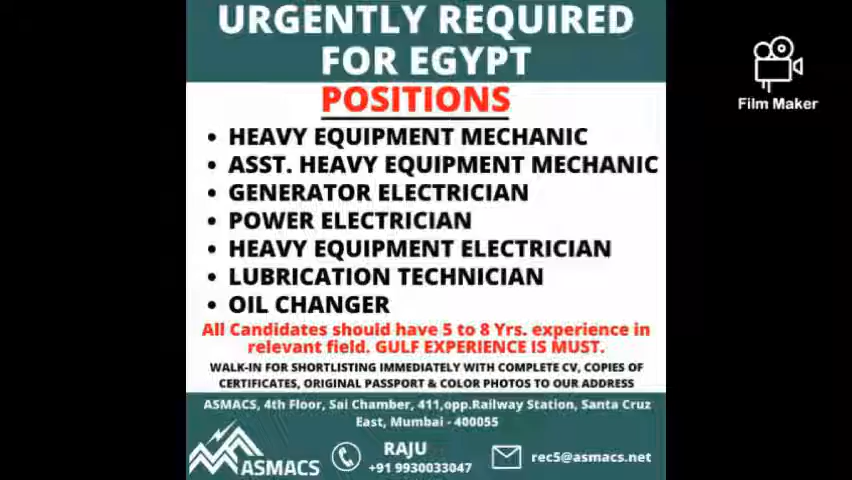 URGENTLY REQUIRED
FOR EGYPT
POSITIONS
• HEAVY EQUIPMENT MECHANIC
• ASST. HEAVY EQUIPMENT MECHANIC
• GENERATOR ELECTRICIAN
• POWER ELECTRICIAN
• HEAVY EQUIPMENT ELECTRICIAN
• LUBRICATION TECHNICIAN
• OIL CHANGER
All Candidates should have 5 to 8 Yrs. experience in
relevant field. GULF EXPERIENCE IS MUST.
WALK-IN FOR SHORTLISTING IMMEDIATELY WITH COMPLETE CV, COPIES OF
CERTIFICATES, ORIGINAL PASSPORT & COLOR PHOTOS TO OUR ADDRESS
ASMACS, 4th Floor, Sai Chamber, 411,opp.Railway Station, Santa Cruz
East, Mumbai - 400055
ASMACS
RAJU
+91 9930033047
rec5@asmacs.net
Film Maker